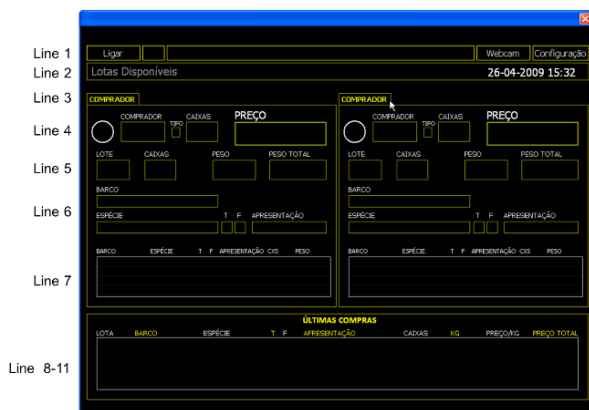 Line 1 Ligar Webcam Configuração
Line 2 Lotas Disponíveis 26-04-2009 15:32
Line 3 COMPRADOR COMPRADOR
Line 4 COMPRADOR TIPO CAIXAS PREÇO COMPRADOR TIPO CAIXAS PREÇO
Line 5 LOTE CAIXAS PESO PESO TOTAL LOTE CAIXAS PESO PESO TOTAL
BARCO BARCO
Line 6 ESPÉCIE T F APRESENTAÇÃO ESPÉCIE T F APRESENTAÇÃO
BARCO ESPÉCIE T F APRESENTAÇÃO CXS PESO BARCO ESPÉCIE T F APRESENTAÇÃO CXS PESO
Line 7
ÚLTIMAS COMPRAS
LOTA BARCO ESPÉCIE T F APRESENTAÇÃO CAIXAS KG PREÇO/KG PREÇO TOTAL
Line 8-11